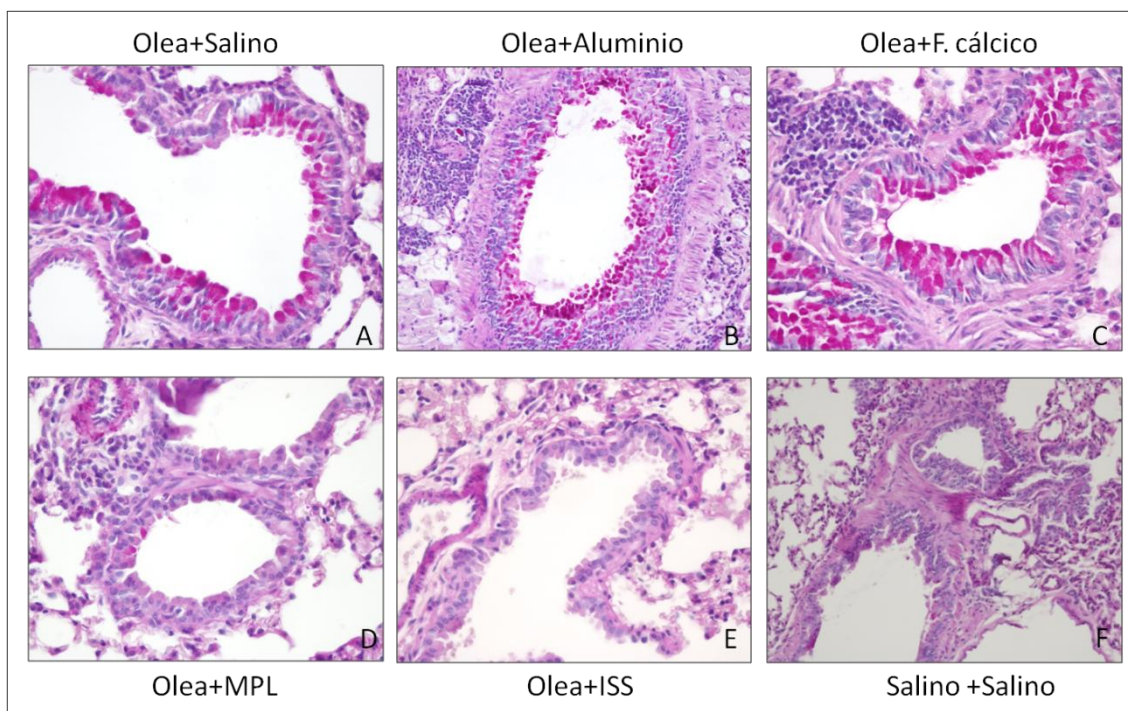 Olea+Salino
Olea+Aluminio
Olea+F. cálcico
A
B
C
D
E
F
Olea+MPL
Olea+ISS
Salino +Salino